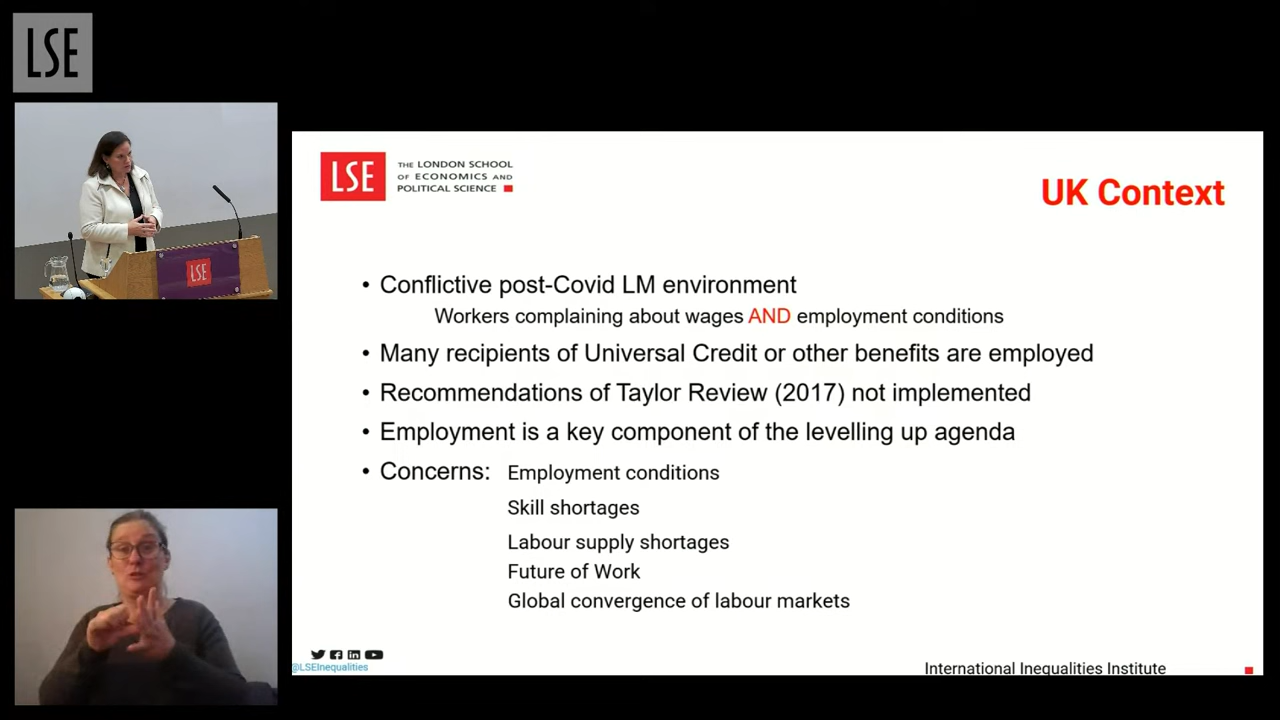 LSE
LSE
LSE
THE LONDON SCHOOL
OF ECONOMICS AND
POLITICAL SCIENCE
UK Context
• Conflictive post-Covid LM environment
Workers complaining about wages AND employment conditions
• Many recipients of Universal Credit or other benefits are employed
• Recommendations of Taylor Review (2017) not implemented
• Employment is a key component of the levelling up agenda
• Concerns: Employment conditions
Skill shortages
Labour supply shortages
Future of Work
Global convergence of labour markets
@LSEInequalities
International Inequalities Institute